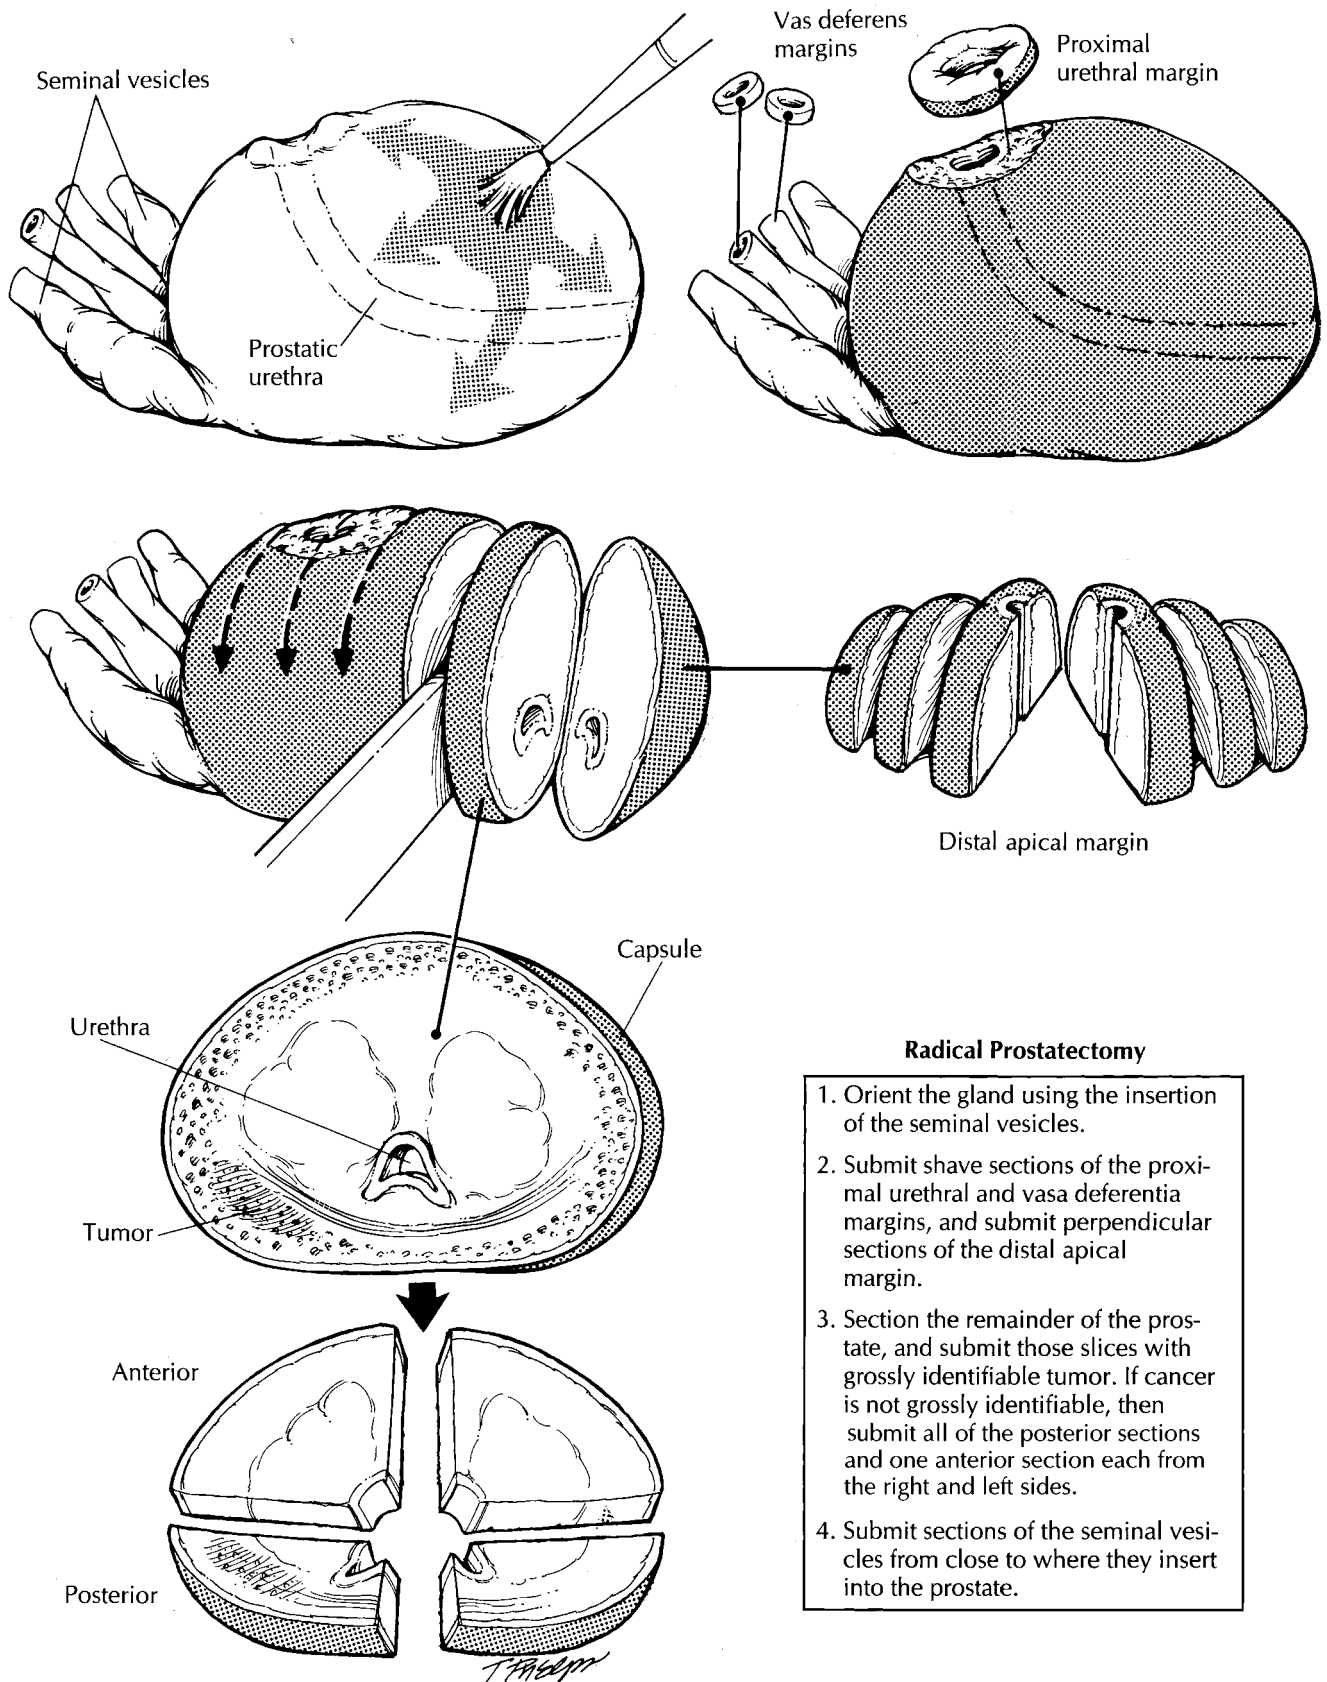 Seminal vesicles
Vas deferens
margins
Proximal
urethral margin
Prostatic
urethra
Distal apical margin
Capsule
Urethra
Tumor
Anterior
Posterior
Radical Prostatectomy
1. Orient the gland using the insertion
of the seminal vesicles.
2. Submit shave sections of the proxi-
mal urethral and vasa deferentia
margins, and submit perpendicular
sections of the distal apical
margin.
3. Section the remainder of the pros-
tate, and submit those slices with
grossly identifiable tumor. If cancer
is not grossly identifiable, then
submit all of the posterior sections
and one anterior section each from
the right and left sides.
4. Submit sections of the seminal vesi-
cles from close to where they insert
into the prostate.
T Phelps